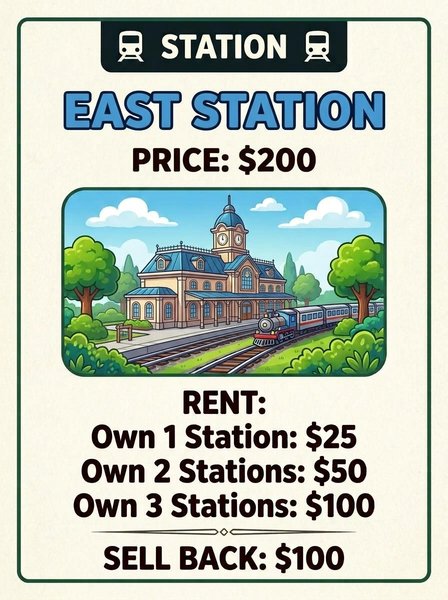 STATION
EAST STATION
PRICE: $200
RENT:
Own 1 Station: $25
Own 2 Stations: $50
Own 3 Stations: $100
SELL BACK: $100